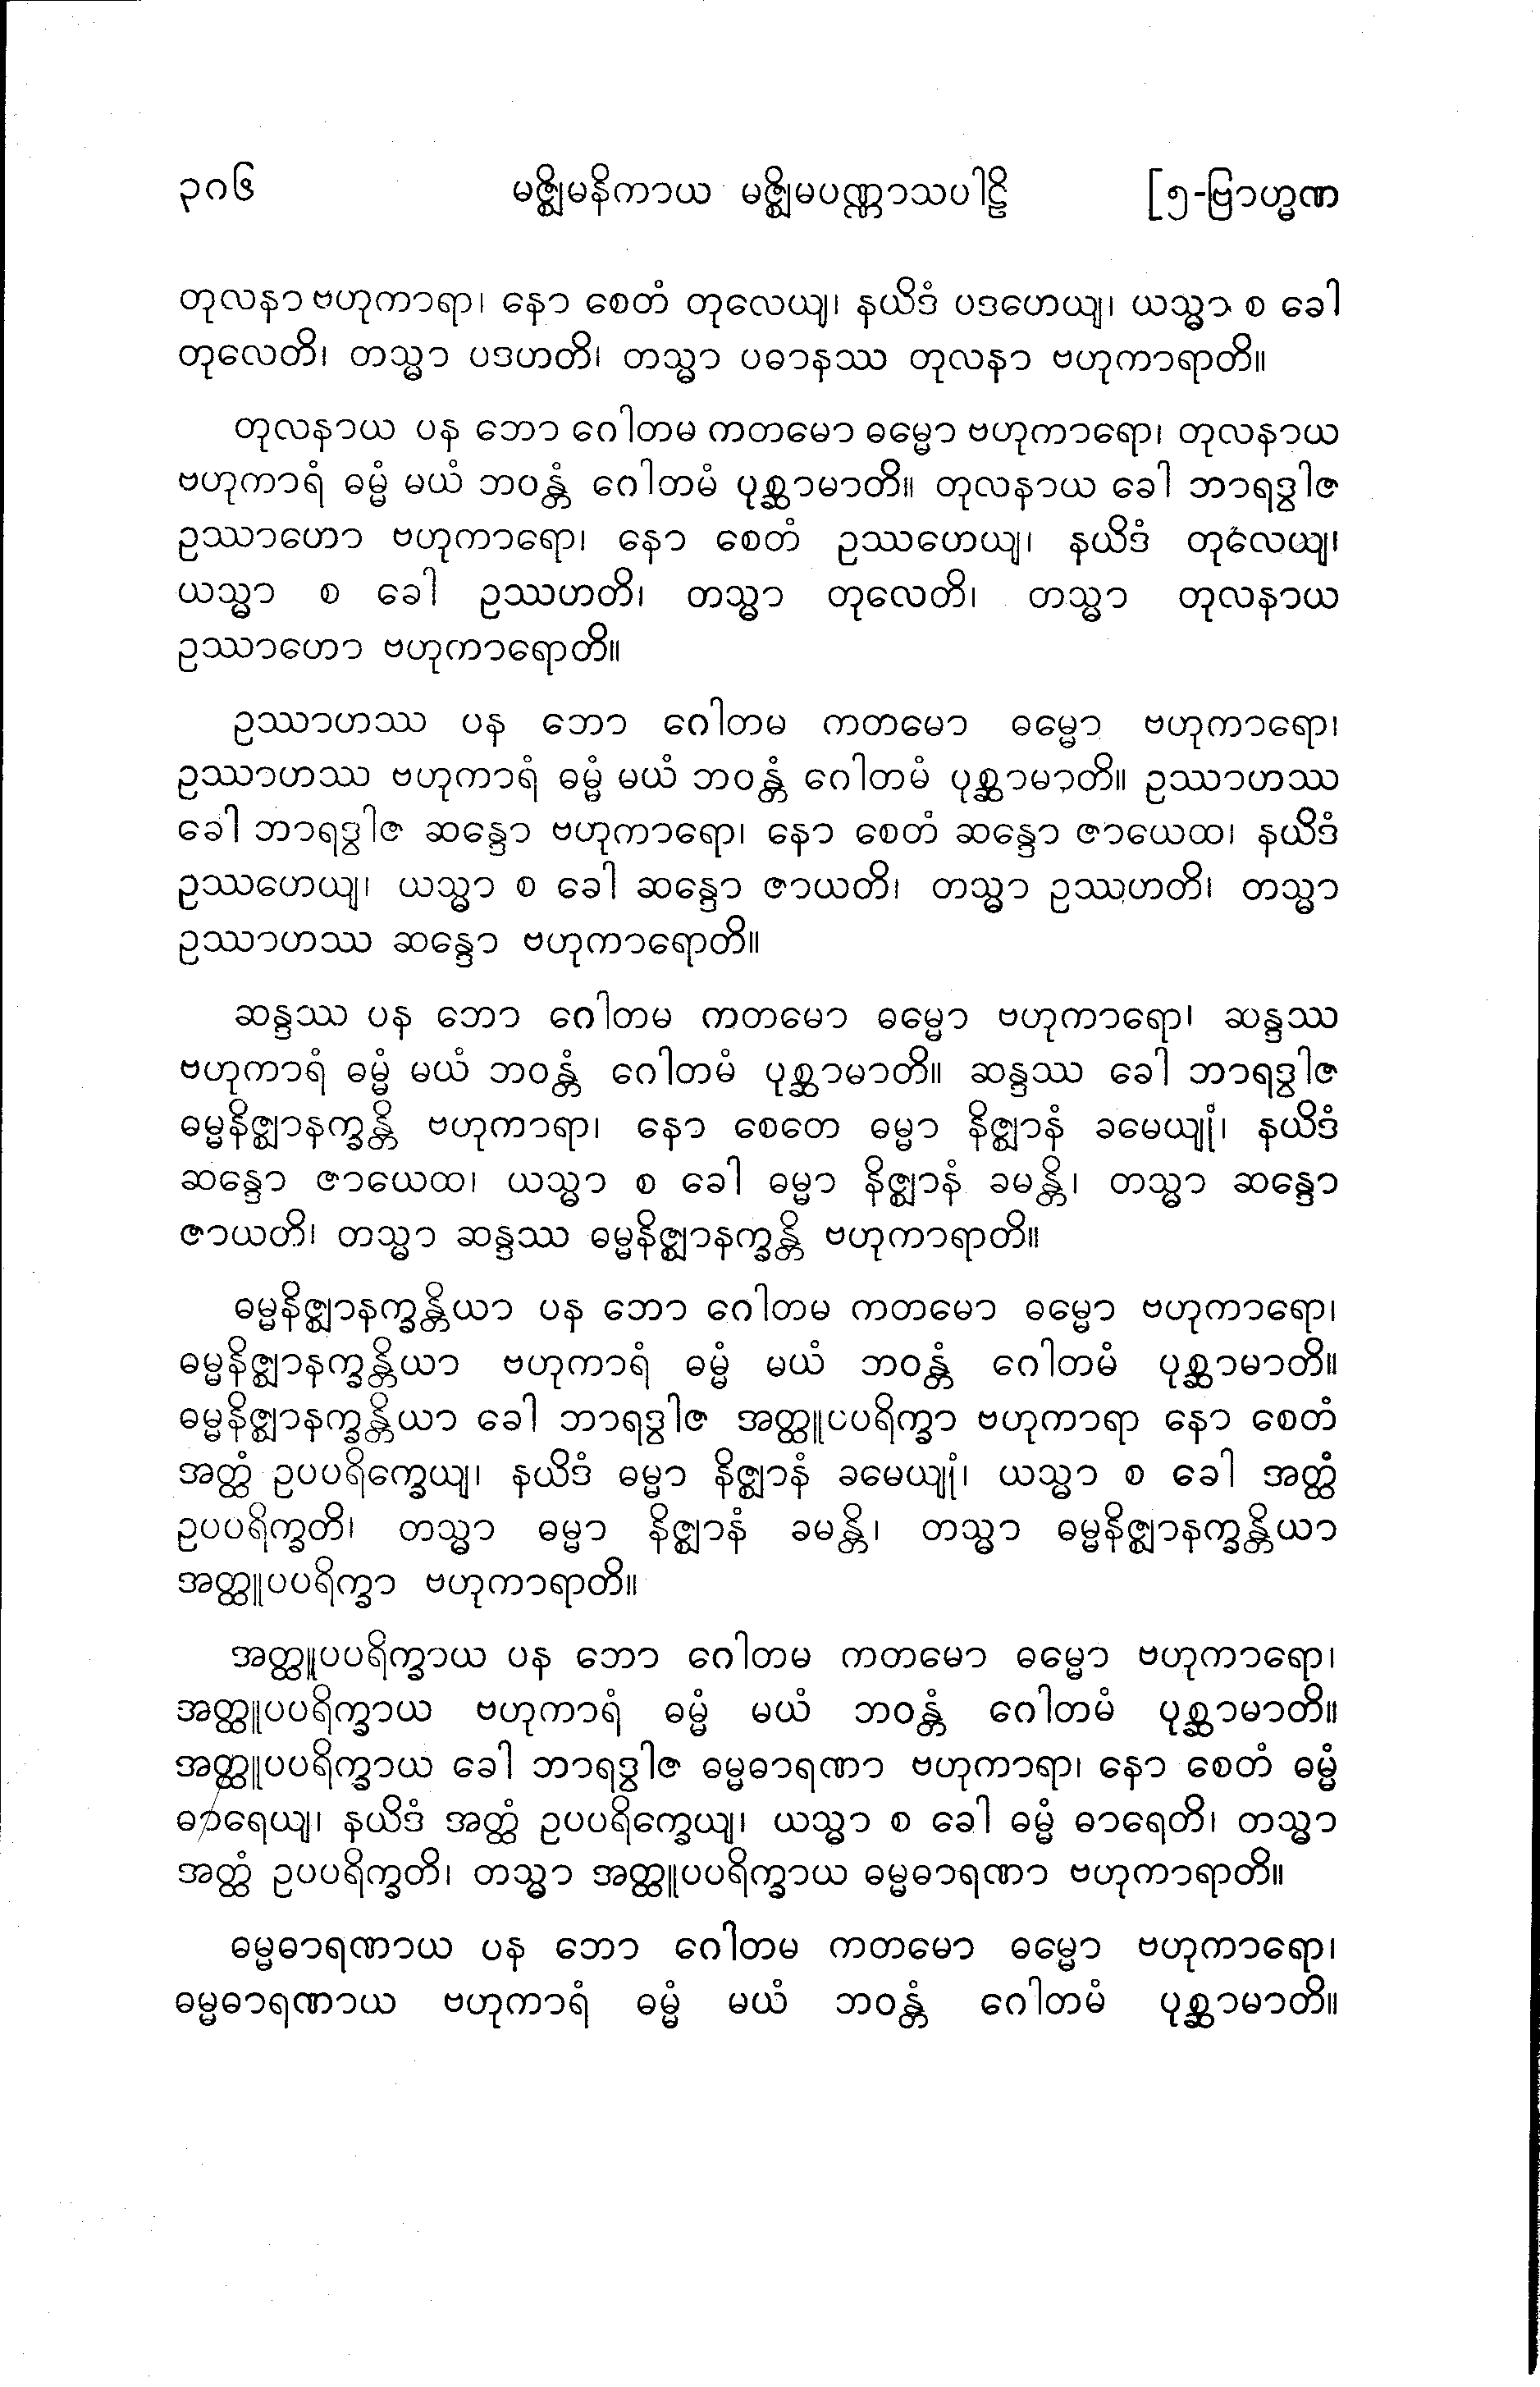 ၃၀၆ မဇ္ဈိမနိကာယ မဇ္ဈိမပဏ္ဏာသပါဠိ [၅-ဗြာဟ္မဏ
တုလနာ ဗဟုကာရာ၊ နော စေတံ တုလေယျ၊ နယိဒံ ပဒဟေယျ၊ ယသ္မာ စ ခေါ
တုလေတိ၊ တသ္မာ ပဒဟတိ၊ တသ္မာ ပဓာနဿ တုလနာ ဗဟုကာရာတိ။
တုလနာယ ပန ဘော ဂေါတမ ကတမော ဓမ္မော ဗဟုကာရော၊ တုလနာယ
ဗဟုကာရံ ဓမ္မံ မယံ ဘဝန္တံ ဂေါတမံ ပုစ္ဆာမာတိ။ တုလနာယ ခေါ ဘာရဒွါဇ
ဥဿာဟော ဗဟုကာရော၊ နော စေတံ ဥဿဟေယျ၊ နယိဒံ တုလေယျ၊
ယသ္မာ စ ခေါ ဥဿဟတိ၊ တသ္မာ တုလေတိ၊ တသ္မာ တုလနာယ
ဥဿာဟော ဗဟုကာရောတိ။
ဥဿာဟဿ ပန ဘော ဂေါတမ ကတမော ဓမ္မော ဗဟုကာရော၊
ဥဿာဟဿ ဗဟုကာရံ ဓမ္မံ မယံ ဘဝန္တံ ဂေါတမံ ပုစ္ဆာမာတိ။ ဥဿာဟဿ
ခေါ ဘာရဒွါဇ ဆန္ဒော ဗဟုကာရော၊ နော စေတံ ဆန္ဒော ဇာယေထ၊ နယိဒံ
ဥဿဟေယျ၊ ယသ္မာ စ ခေါ ဆန္ဒော ဇာယတိ၊ တသ္မာ ဥဿဟတိ၊ တသ္မာ
ဥဿာဟဿ ဆန္ဒော ဗဟုကာရောတိ။
ဆန္ဒဿ ပန ဘော ဂေါတမ ကတမော ဓမ္မော ဗဟုကာရော၊ ဆန္ဒဿ
ဗဟုကာရံ ဓမ္မံ မယံ ဘဝန္တံ ဂေါတမံ ပုစ္ဆာမာတိ။ ဆန္ဒဿ ခေါ ဘာရဒွါဇ
ဓမ္မနိဇ္ဈာနက္ခန္တိ ဗဟုကာရာ၊ နော စေတေ ဓမ္မာ နိဇ္ဈာနံ ခမေယျုံ၊ နယိဒံ
ဆန္ဒော ဇာယေထ၊ ယသ္မာ စ ခေါ ဓမ္မာ နိဇ္ဈာနံ ခမန္တိ၊ တသ္မာ ဆန္ဒော
ဇာယတိ၊ တသ္မာ ဆန္ဒဿ ဓမ္မနိဇ္ဈာနက္ခန္တိ ဗဟုကာရာတိ။
ဓမ္မနိဇ္ဈာနက္ခန္တိယာ ပန ဘော ဂေါတမ ကတမော ဓမ္မော ဗဟုကာရော၊
ဓမ္မနိဇ္ဈာနက္ခန္တိယာ ဗဟုကာရံ ဓမ္မံ မယံ ဘဝန္တံ ဂေါတမံ ပုစ္ဆာမာတိ။
ဓမ္မနိဇ္ဈာနက္ခန္တိယာ ခေါ ဘာရဒွါဇ အတ္ထူပပရိက္ခာ ဗဟုကာရာ နော စေတံ
အတ္ထံ ဥပပရိက္ခေယျ၊ နယိဒံ ဓမ္မာ နိဇ္ဈာနံ ခမေယျုံ၊ ယသ္မာ စ ခေါ အတ္ထံ
ဥပပရိက္ခတိ၊ တသ္မာ ဓမ္မာ နိဇ္ဈာနံ ခမန္တိ၊ တသ္မာ ဓမ္မနိဇ္ဈာနက္ခန္တိယာ
အတ္ထူပပရိက္ခာ ဗဟုကာရာတိ။
အတ္ထူပပရိက္ခာယ ပန ဘော ဂေါတမ ကတမော ဓမ္မော ဗဟုကာရော၊
အတ္ထူပပရိက္ခာယ ဗဟုကာရံ ဓမ္မံ မယံ ဘဝန္တံ ဂေါတမံ ပုစ္ဆာမာတိ။
အတ္ထူပပရိက္ခာယ ခေါ ဘာရဒွါဇ ဓမ္မဓာရဏာ ဗဟုကာရာ၊ နော စေတံ ဓမ္မံ
ဓာရေယျ၊ နယိဒံ အတ္ထံ ဥပပရိက္ခေယျ၊ ယသ္မာ စ ခေါ ဓမ္မံ ဓာရေတိ၊ တသ္မာ
အတ္ထံ ဥပပရိက္ခတိ၊ တသ္မာ အတ္ထူပပရိက္ခာယ ဓမ္မဓာရဏာ ဗဟုကာရာတိ။
ဓမ္မဓာရဏာယ ပန ဘော ဂေါတမ ကတမော ဓမ္မော ဗဟုကာရော၊
ဓမ္မဓာရဏာယ ဗဟုကာရံ ဓမ္မံ မယံ ဘဝန္တံ ဂေါတမံ ပုစ္ဆာမာတိ။